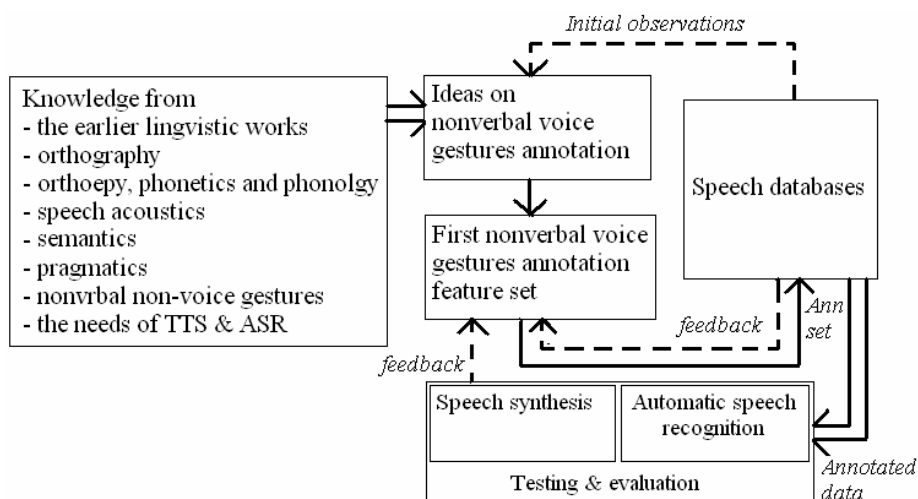 Initial observations
Knowledge from
- the earlier lingvistic works
- orthography
- orthoepy, phonetics and phonolgy
- speech acoustics
- semantics
- pragmatics
- nonvrbal non-voice gestures
- the needs of TTS & ASR
Ideas on
nonverbal voice
gestures annotation
Speech databases
First nonverbal voice
gestures annotation
feature set
feedback
Ann
set
feedback
Speech synthesis
Automatic speech
recognition
Testing & evaluation
Annotated
data